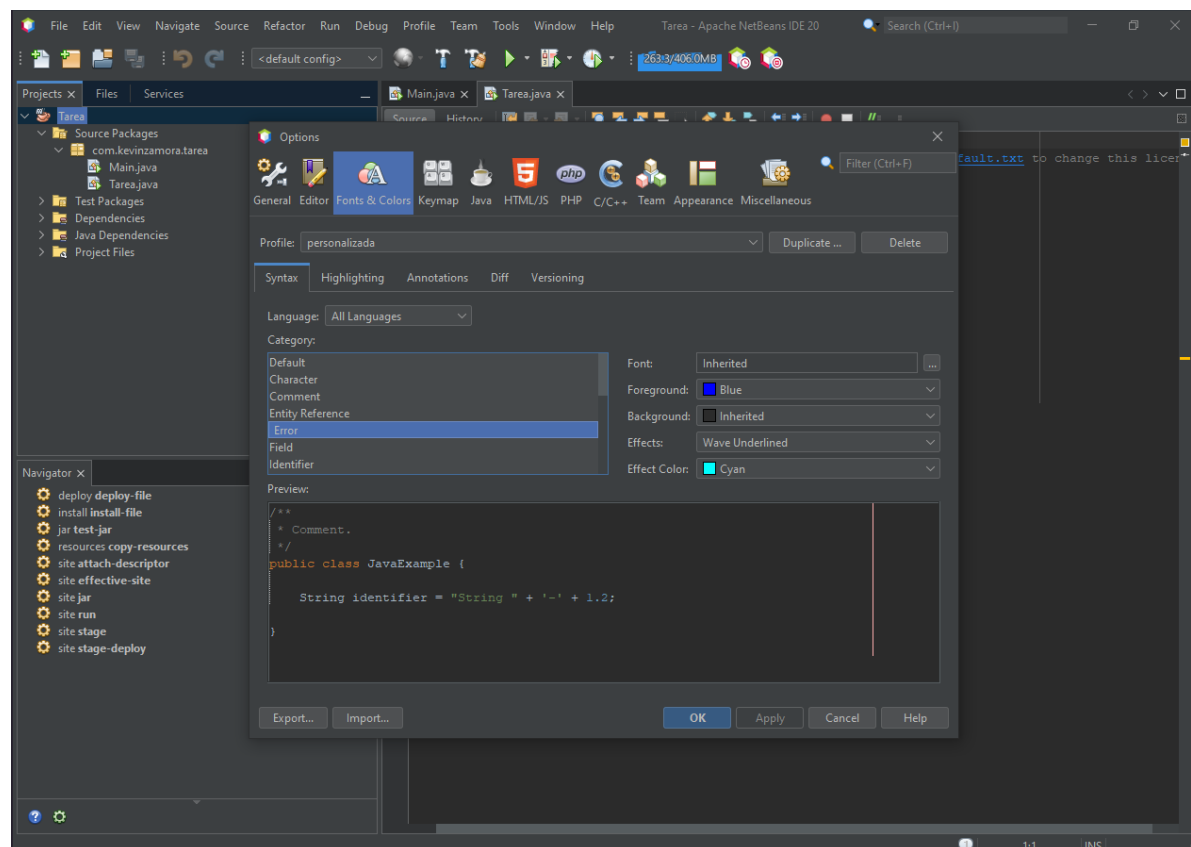 File Edit View Navigate Source Refactor Run Debug Profile Team Tools Window Help Tarea - Apache NetBeans IDE 20 Search (Ctrl+I)
<default config> 263.3/406.0MB
Projects Files Services
Main.java Tarea.java
Tarea
Source Packages
com.kevinzamora.tarea
Main.java
Tarea.java
Test Packages
Dependencies
Java Dependencies
Project Files
Source History
fault.txt to change this licen
Options
Filter (Ctrl+F)
General Editor Fonts & Colors Keymap Java HTML/JS PHP C/C++ Team Appearance Miscellaneous
Profile: personalizada Duplicate ... Delete
Syntax Highlighting Annotations Diff Versioning
Language: All Languages
Category:
Default
Character
Comment
Entity Reference
Error
Field
Identifier
Font: Inherited ...
Foreground: Blue
Background: Inherited
Effects: Wave Underlined
Effect Color: Cyan
Preview:
/**
* Comment.
*/
public class JavaExample {
String identifier = "String " + '-' + 1.2;
}
Export... Import... OK Apply Cancel Help
Navigator
deploy deploy-file
install install-file
jar test-jar
resources copy-resources
site attach-descriptor
site effective-site
site jar
site run
site stage
site stage-deploy
1:1 INS